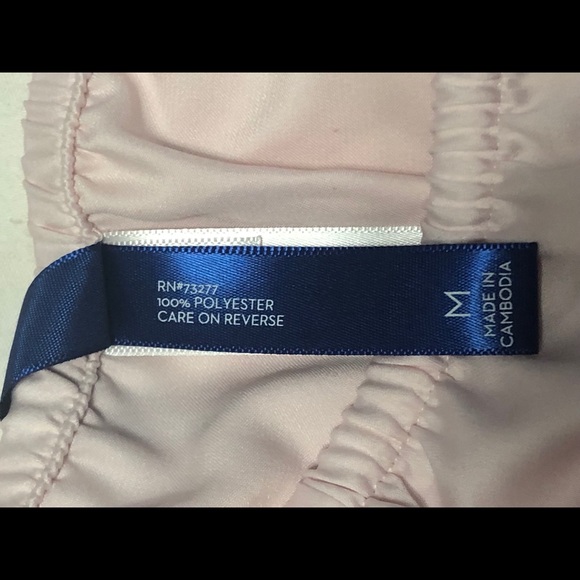 RN#73277
100% POLYESTER
CARE ON REVERSE
M
MADE IN
CAMBODIA